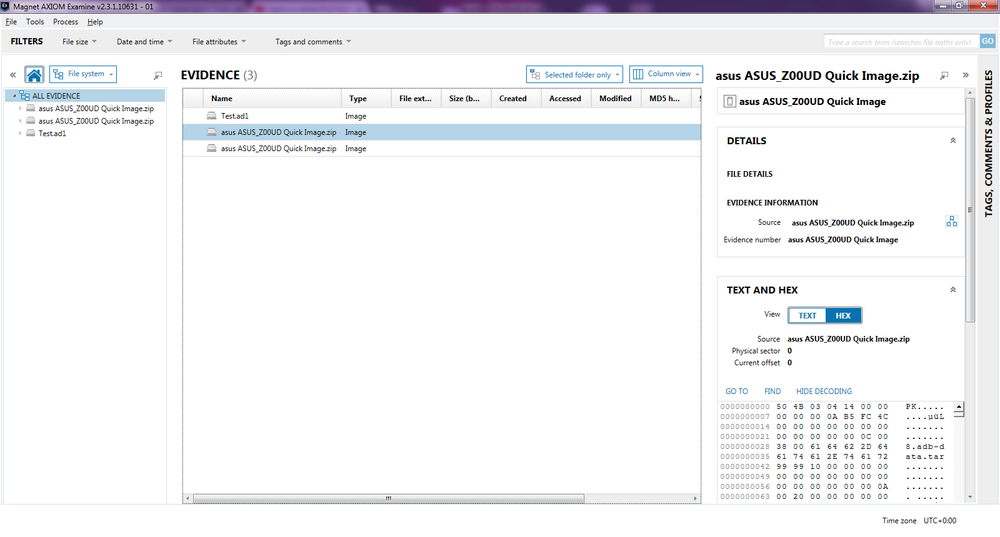 Magnet AXIOM Examine v2.3.1.10631 - 01
File Tools Process Help
FILTERS File size Date and time File attributes Tags and comments Type a search term (searches file paths only) GO
File system
ALL EVIDENCE
asus ASUS_Z00UD Quick Image.zip
asus ASUS_Z00UD Quick Image.zip
Test.ad1
EVIDENCE (3) Selected folder only Column view
Name Type File ext... Size (b... Created Accessed Modified MD5 h...
Test.ad1 Image
asus ASUS_Z00UD Quick Image.zip Image
asus ASUS_Z00UD Quick Image.zip Image
asus ASUS_Z00UD Quick Image.zip
asus ASUS_Z00UD Quick Image
DETAILS
FILE DETAILS
EVIDENCE INFORMATION
Source asus ASUS_Z00UD Quick Image.zip
Evidence number asus ASUS_Z00UD Quick Image
TEXT AND HEX
View TEXT HEX
Source asus ASUS_Z00UD Quick Image.zip
Physical sector 0
Current offset 0
GO TO FIND HIDE DECODING
0000000000 50 4B 03 04 14 00 00 PK.....
0000000007 00 00 00 0A B5 FC 4C ....µüL
0000000014 00 00 00 00 00 00 00 .......
0000000021 00 00 00 00 00 0C 00 .......
0000000028 38 00 61 64 62 2D 64 8.adb-d
0000000035 61 74 61 2E 74 61 72 ata.tar
0000000042 99 99 10 00 00 00 00 .......
0000000049 00 00 00 00 00 00 00 .......
0000000056 00 00 00 00 00 00 0A .......
0000000063 00 20 00 00 00 00 00 . .....
TAGS, COMMENTS & PROFILES
Time zone UTC+0:00